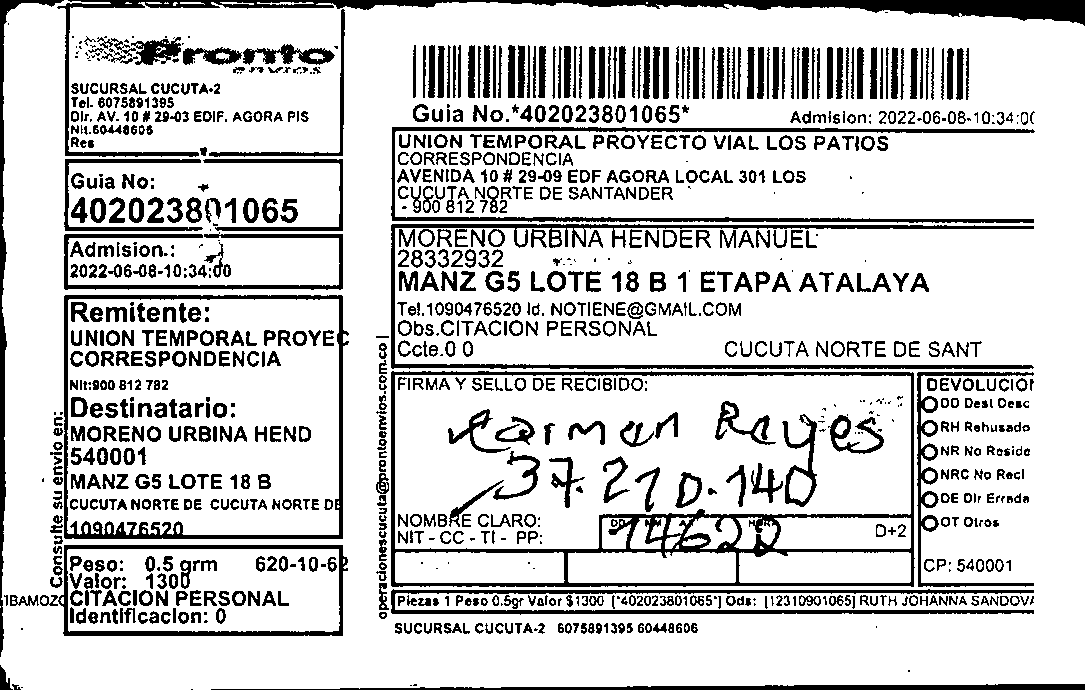 Pronto
envios
SUCURSAL CUCUTA-2
Tel. 6075891395
Dir. AV. 10 # 29-03 EDIF. AGORA PIS
Nit.60448606
Res
Guia No:
402023801065
Admision.:
2022-06-08-10:34:00
Remitente:
UNION TEMPORAL PROYEC
CORRESPONDENCIA
Nit:900 812 782
Destinatario:
MORENO URBINA HEND
540001
MANZ G5 LOTE 18 B
CUCUTA NORTE DE CUCUTA NORTE DE
1090476520
Peso: 0.5 grm 620-10-62
Valor: 1300
CITACION PERSONAL
Identificacion: 0
Consulte su envio en:
IBAMOZO
operacionescucuta@prontoenvios.com.co |
Guia No.*402023801065*
Admision: 2022-06-08-10:34:00
UNION TEMPORAL PROYECTO VIAL LOS PATIOS
CORRESPONDENCIA
AVENIDA 10 # 29-09 EDF AGORA LOCAL 301 LOS
CUCUTA NORTE DE SANTANDER
- 900 812 782
MORENO URBINA HENDER MANUEL
28332932
MANZ G5 LOTE 18 B 1 ETAPA ATALAYA
Tel.1090476520 Id. NOTIENE@GMAIL.COM
Obs.CITACION PERSONAL
Ccte.0 0 CUCUTA NORTE DE SANT
FIRMA Y SELLO DE RECIBIDO:
Carmen Reyes
37.210.140
NOMBRE CLARO:
NIT - CC - TI - PP:
14622
D+2
DEVOLUCION
DD Dest Desc
RH Rehusado
NR No Reside
NRC No Recl
DE Dir Errada
OT Otros
CP: 540001
Piezas 1 Peso 0.5gr Valor $1300 [*402023801065*] Ods: [12310901065] RUTH JOHANNA SANDOVA
SUCURSAL CUCUTA-2 6075891395 60448606